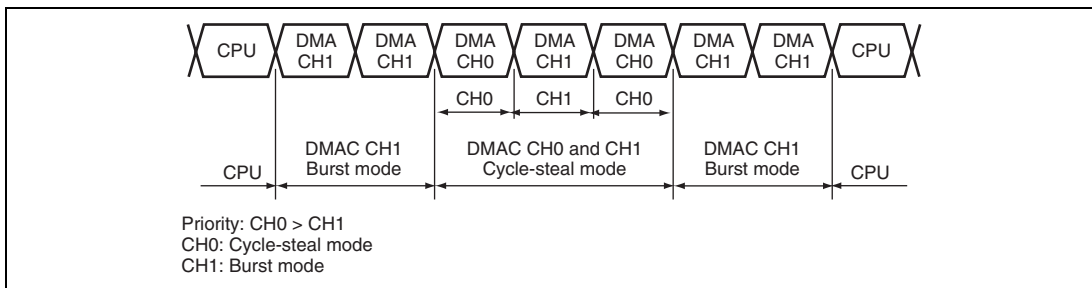 CPU DMA CH1 DMA CH1 DMA CH0 DMA CH1 DMA CH0 DMA CH1 DMA CH1 CPU
CH0 CH1 CH0
DMAC CH1 Burst mode
DMAC CH0 and CH1 Cycle-steal mode
DMAC CH1 Burst mode
CPU
CPU
Priority: CH0 > CH1
CH0: Cycle-steal mode
CH1: Burst mode